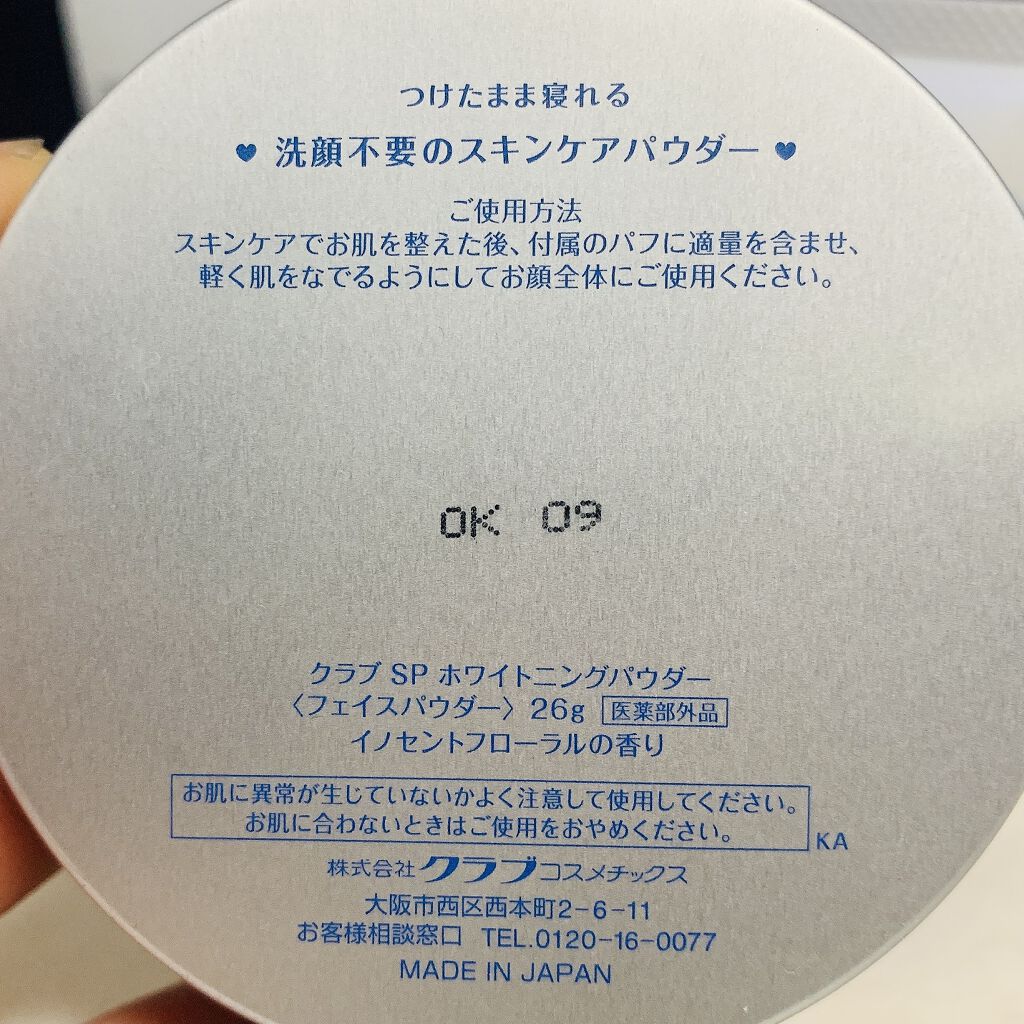 つけたまま寝れる
♥ 洗顔不要のスキンケアパウダー ♥
ご使用方法
スキンケアでお肌を整えた後、付属のパフに適量を含ませ、
軽く肌をなでるようにしてお顔全体にご使用ください。
OK 09
クラブ SP ホワイトニングパウダー
〈フェイスパウダー〉 26g 医薬部外品
イノセントフローラルの香り
お肌に異常が生じていないかよく注意して使用してください。
お肌に合わないときはご使用をおやめください。
KA
株式会社クラブコスメチックス
大阪市西区西本町2-6-11
お客様相談窓口 TEL.0120-16-0077
MADE IN JAPAN